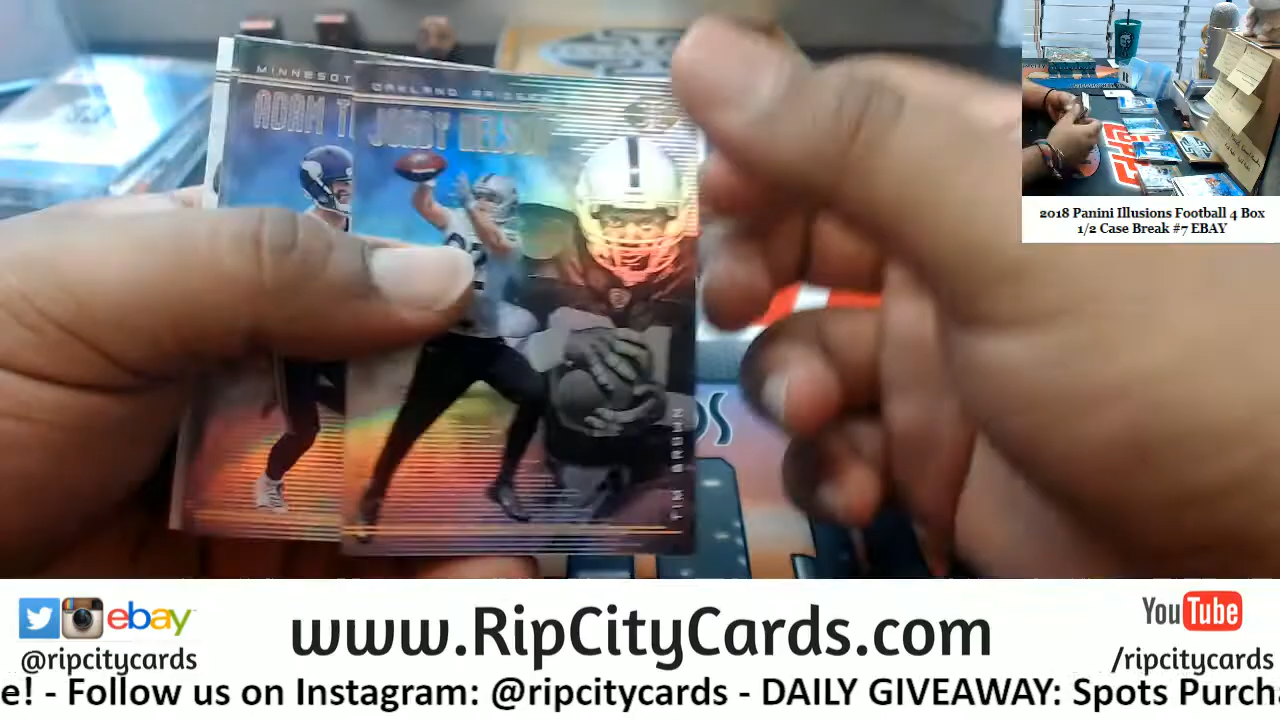 MINNESOT
ADAM T
OAKLAND RAIDE
JORDY NELSON
TIM BROWN
2018 Panini Illusions Football 4 Box
1/2 Case Break #7 EBAY
ebay
@ripcitycards
www.RipCityCards.com
YouTube
/ripcitycards
e! - Follow us on Instagram: @ripcitycards - DAILY GIVEAWAY: Spots Purcha